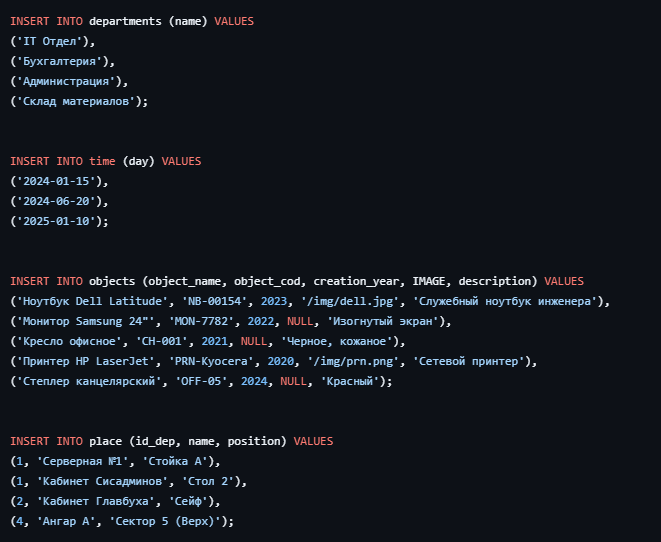 INSERT INTO departments (name) VALUES
('IT Отдел'),
('Бухгалтерия'),
('Администрация'),
('Склад материалов');
INSERT INTO time (day) VALUES
('2024-01-15'),
('2024-06-20'),
('2025-01-10');
INSERT INTO objects (object_name, object_cod, creation_year, IMAGE, description) VALUES
('Ноутбук Dell Latitude', 'NB-00154', 2023, '/img/dell.jpg', 'Служебный ноутбук инженера'),
('Монитор Samsung 24"', 'MON-7782', 2022, NULL, 'Изогнутый экран'),
('Кресло офисное', 'CH-001', 2021, NULL, 'Черное, кожаное'),
('Принтер HP LaserJet', 'PRN-Kyocera', 2020, '/img/prn.png', 'Сетевой принтер'),
('Степлер канцелярский', 'OFF-05', 2024, NULL, 'Красный');
INSERT INTO place (id_dep, name, position) VALUES
(1, 'Серверная №1', 'Стойка А'),
(1, 'Кабинет Сисадминов', 'Стол 2'),
(2, 'Кабинет Главбуха', 'Сейф'),
(4, 'Ангар А', 'Сектор 5 (Верх)');